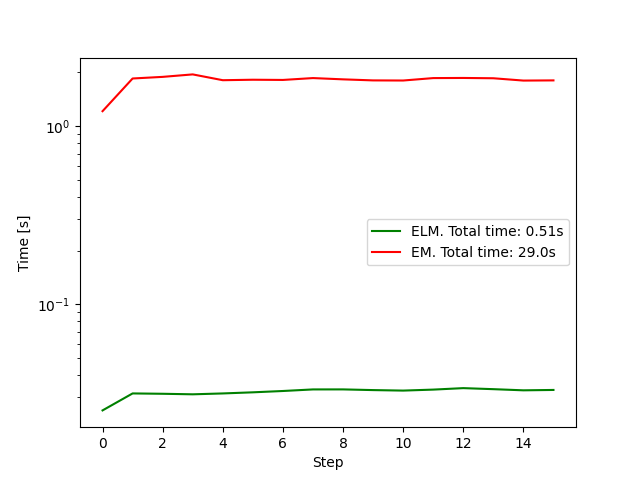 10⁰
10⁻¹
Time [s]
ELM. Total time: 0.51s
EM. Total time: 29.0s
0 2 4 6 8 10 12 14
Step